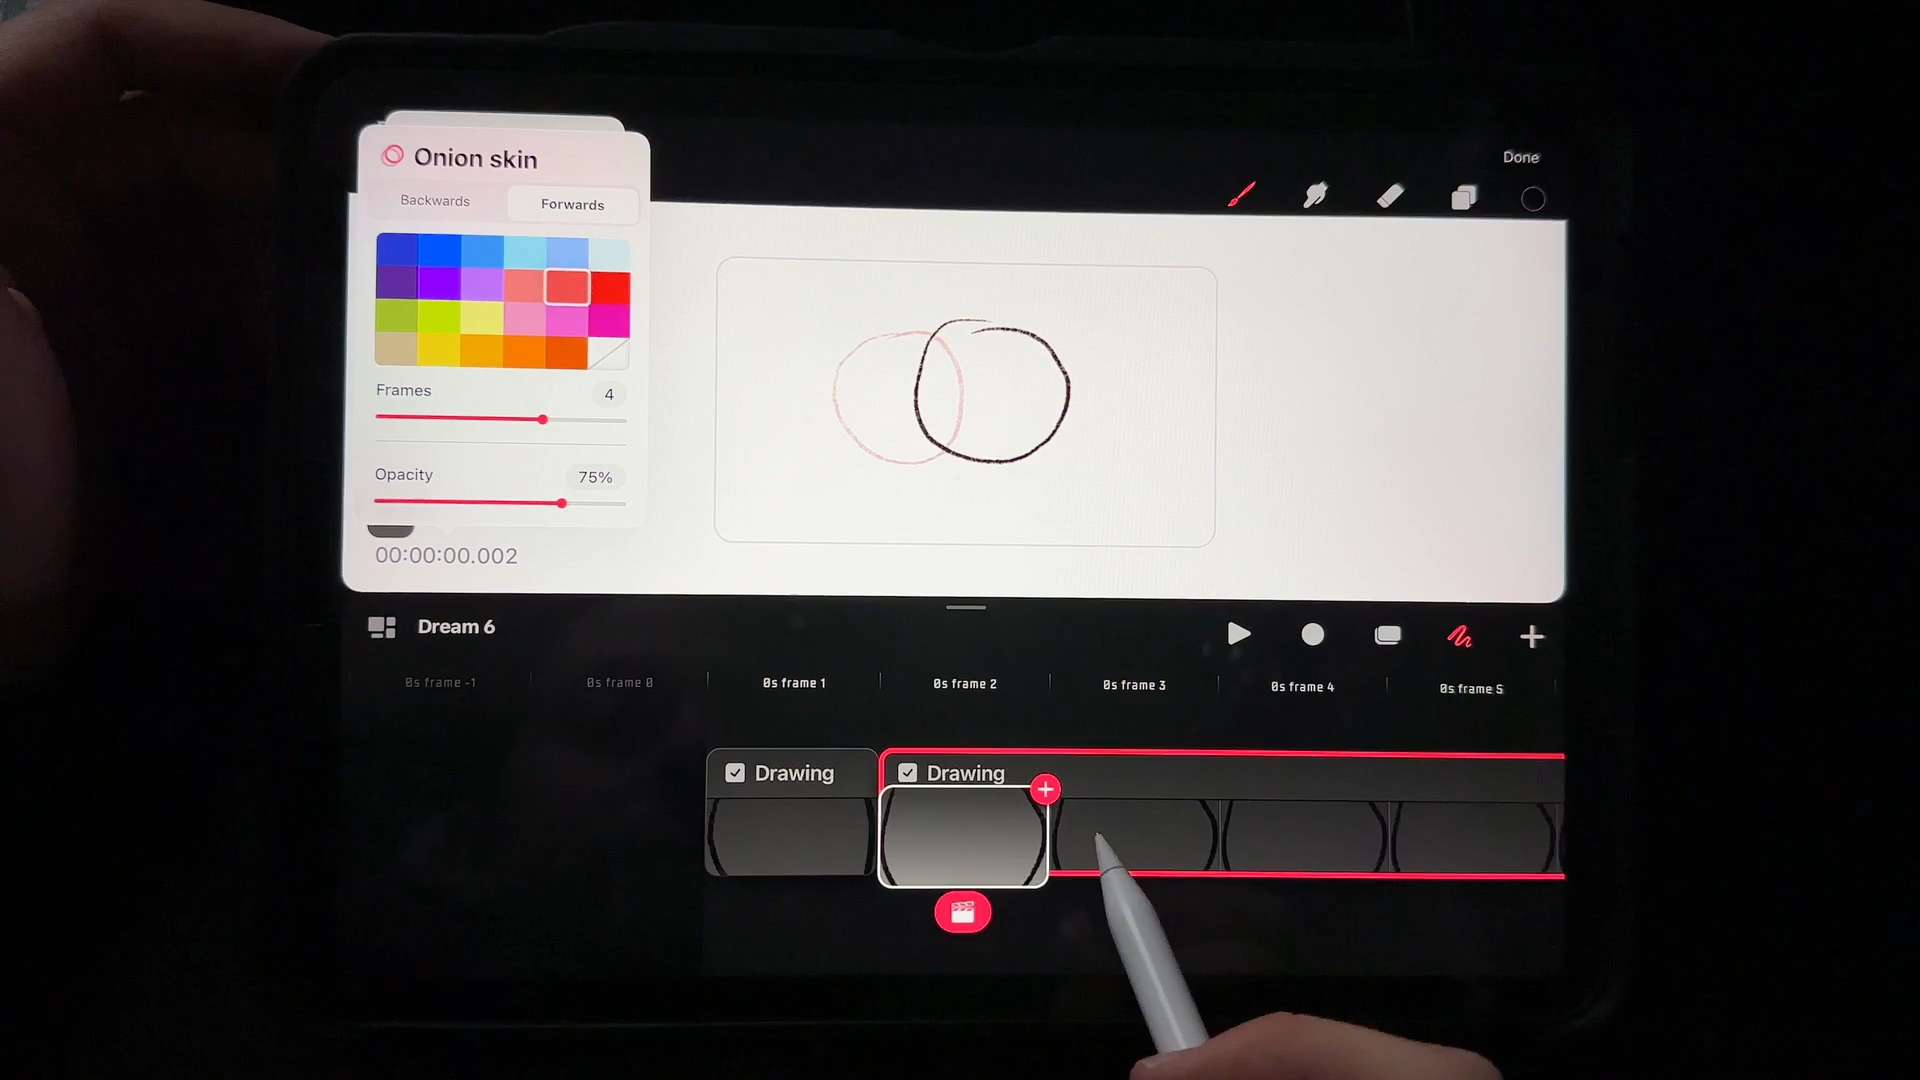 Onion skin
Done
Backwards
Forwards
Frames
4
Opacity
75%
00:00:00.002
Dream 6
0s frame -1
0s frame 0
0s frame 1
0s frame 2
0s frame 3
0s frame 4
0s frame 5
Drawing
Drawing